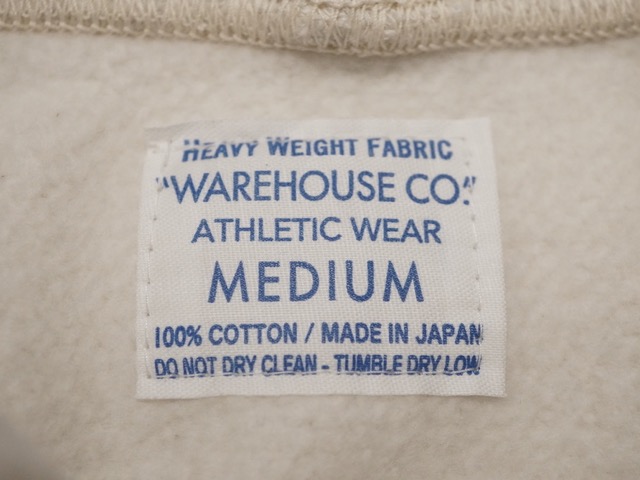 HEAVY WEIGHT FABRIC
"WAREHOUSE CO."
ATHLETIC WEAR
MEDIUM
100% COTTON / MADE IN JAPAN
DO NOT DRY CLEAN - TUMBLE DRY LOW